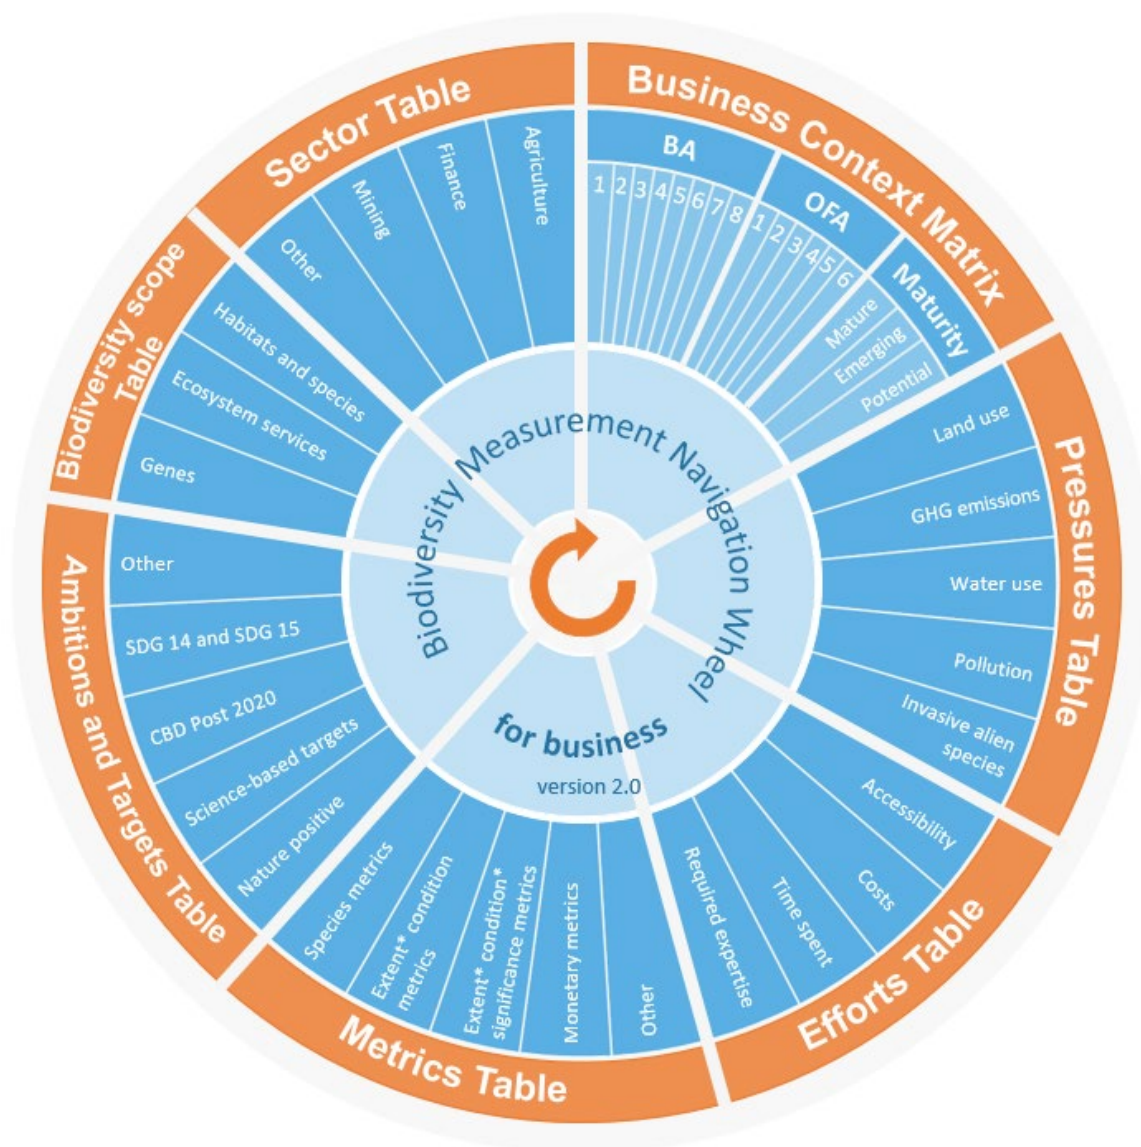 Business Context Matrix
BA
1
2
3
4
5
6
7
8
OFA
1
2
3
4
5
6
Maturity
Mature
Emerging
Potential
Pressures Table
Land use
GHG emissions
Water use
Pollution
Invasive alien
species
Efforts Table
Accessibility
Costs
Time spent
Required expertise
Metrics Table
Other
Monetary metrics
Extent* condition*
significance metrics
Extent* condition
metrics
Species metrics
Ambitions and Targets Table
Nature positive
Science-based targets
CBD Post 2020
SDG 14 and SDG 15
Other
Biodiversity scope
Table
Genes
Ecosystem services
Habitats and species
Sector Table
Other
Mining
Finance
Agriculture
Biodiversity Measurement Navigation Wheel
for business
version 2.0